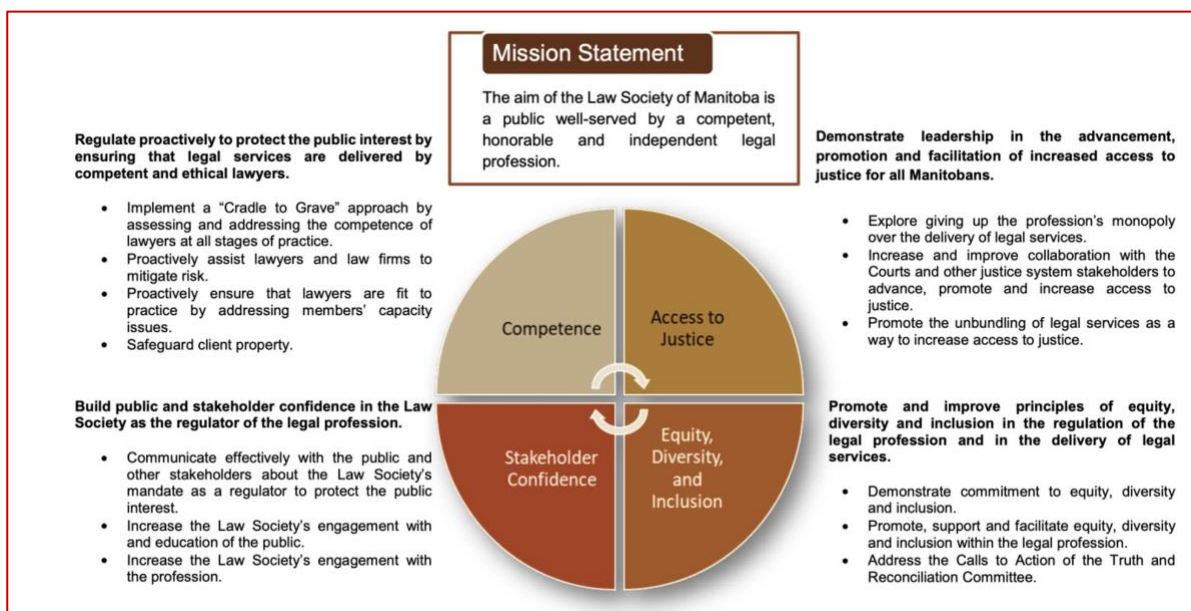 Mission Statement
The aim of the Law Society of Manitoba is
a public well-served by a competent,
honorable and independent legal
profession.
Regulate proactively to protect the public interest by
ensuring that legal services are delivered by
competent and ethical lawyers.
• Implement a “Cradle to Grave” approach by
assessing and addressing the competence of
lawyers at all stages of practice.
• Proactively assist lawyers and law firms to
mitigate risk.
• Proactively ensure that lawyers are fit to
practice by addressing members’ capacity
issues.
• Safeguard client property.
Demonstrate leadership in the advancement,
promotion and facilitation of increased access to
justice for all Manitobans.
• Explore giving up the profession’s monopoly
over the delivery of legal services.
• Increase and improve collaboration with the
Courts and other justice system stakeholders to
advance, promote and increase access to
justice.
• Promote the unbundling of legal services as a
way to increase access to justice.
Competence
Access to
Justice
Stakeholder
Confidence
Equity,
Diversity,
and
Inclusion
Build public and stakeholder confidence in the Law
Society as the regulator of the legal profession.
• Communicate effectively with the public and
other stakeholders about the Law Society’s
mandate as a regulator to protect the public
interest.
• Increase the Law Society’s engagement with
and education of the public.
• Increase the Law Society’s engagement with
the profession.
Promote and improve principles of equity,
diversity and inclusion in the regulation of the
legal profession and in the delivery of legal
services.
• Demonstrate commitment to equity, diversity
and inclusion.
• Promote, support and facilitate equity, diversity
and inclusion within the legal profession.
• Address the Calls to Action of the Truth and
Reconciliation Committee.